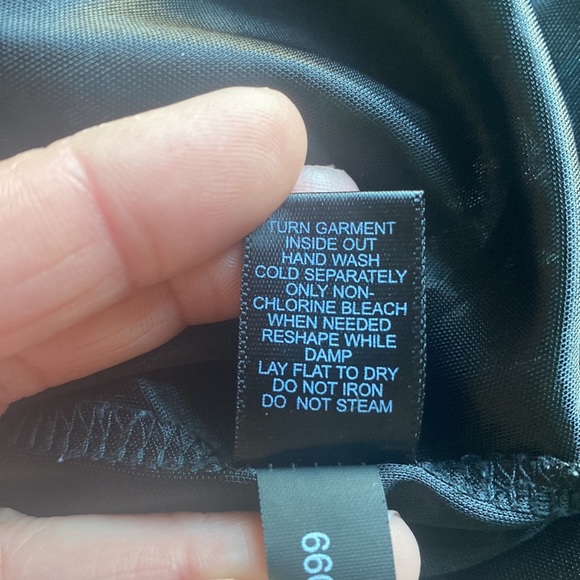 TURN GARMENT
INSIDE OUT
HAND WASH
COLD SEPARATELY
ONLY NON-
CHLORINE BLEACH
WHEN NEEDED
RESHAPE WHILE
DAMP
LAY FLAT TO DRY
DO NOT IRON
DO NOT STEAM